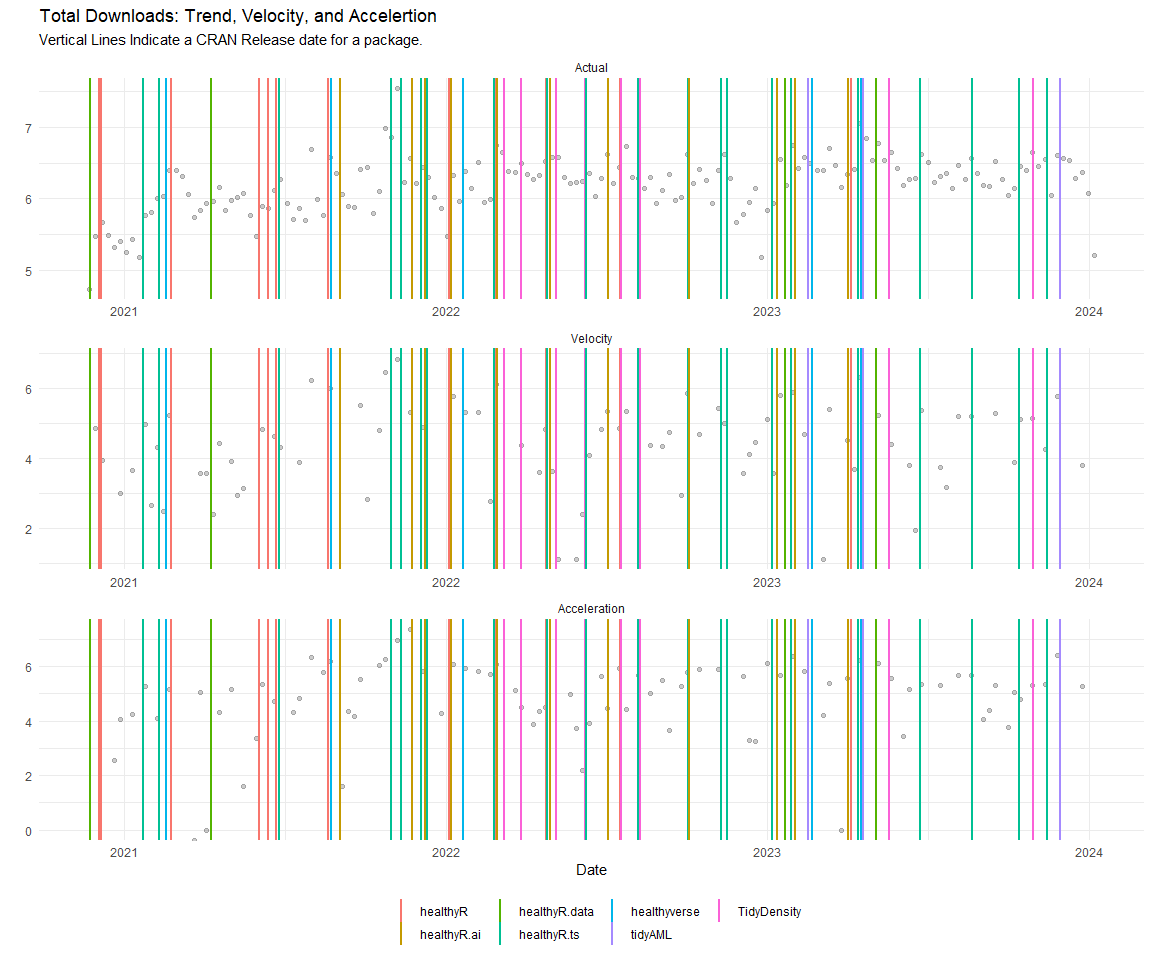 Total Downloads: Trend, Velocity, and Accelertion
Vertical Lines Indicate a CRAN Release date for a package.
Actual
7
6
5
2021 2022 2023 2024
Velocity
6
4
2
2021 2022 2023 2024
Acceleration
6
4
2
0
2021 2022 2023 2024
Date
healthyR healthyR.data healthyverse TidyDensity
healthyR.ai healthyR.ts tidyAML